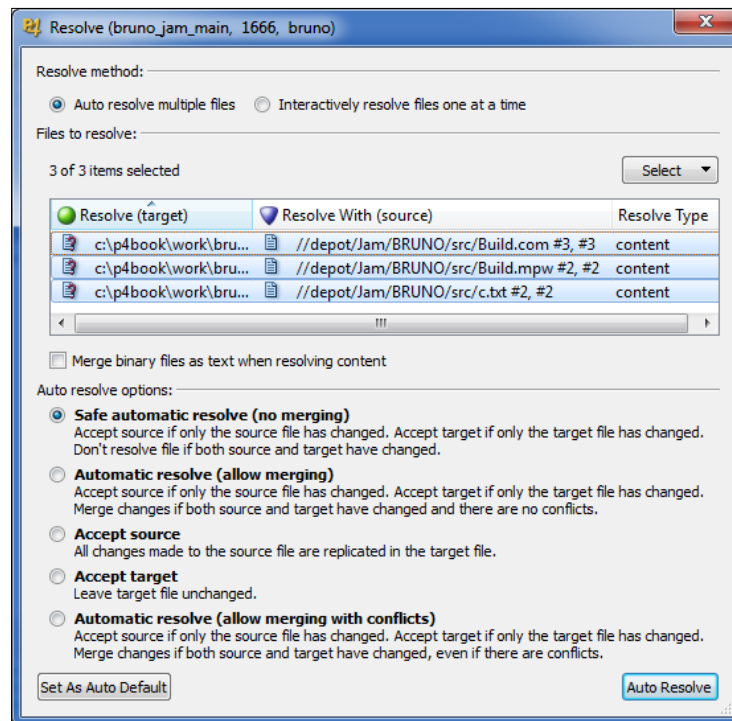 Resolve (bruno_jam_main, 1666, bruno)
Resolve method:
Auto resolve multiple files Interactively resolve files one at a time
Files to resolve:
3 of 3 items selected Select
Resolve (target) Resolve With (source) Resolve Type
c:\p4book\work\bru... //depot/Jam/BRUNO/src/Build.com #3, #3 content
c:\p4book\work\bru... //depot/Jam/BRUNO/src/Build.mpw #2, #2 content
c:\p4book\work\bru... //depot/Jam/BRUNO/src/c.txt #2, #2 content
Merge binary files as text when resolving content
Auto resolve options:
Safe automatic resolve (no merging)
Accept source if only the source file has changed. Accept target if only the target file has changed.
Don't resolve file if both source and target have changed.
Automatic resolve (allow merging)
Accept source if only the source file has changed. Accept target if only the target file has changed.
Merge changes if both source and target have changed and there are no conflicts.
Accept source
All changes made to the source file are replicated in the target file.
Accept target
Leave target file unchanged.
Automatic resolve (allow merging with conflicts)
Accept source if only the source file has changed. Accept target if only the target file has changed.
Merge changes if both source and target have changed, even if there are conflicts.
Set As Auto Default Auto Resolve